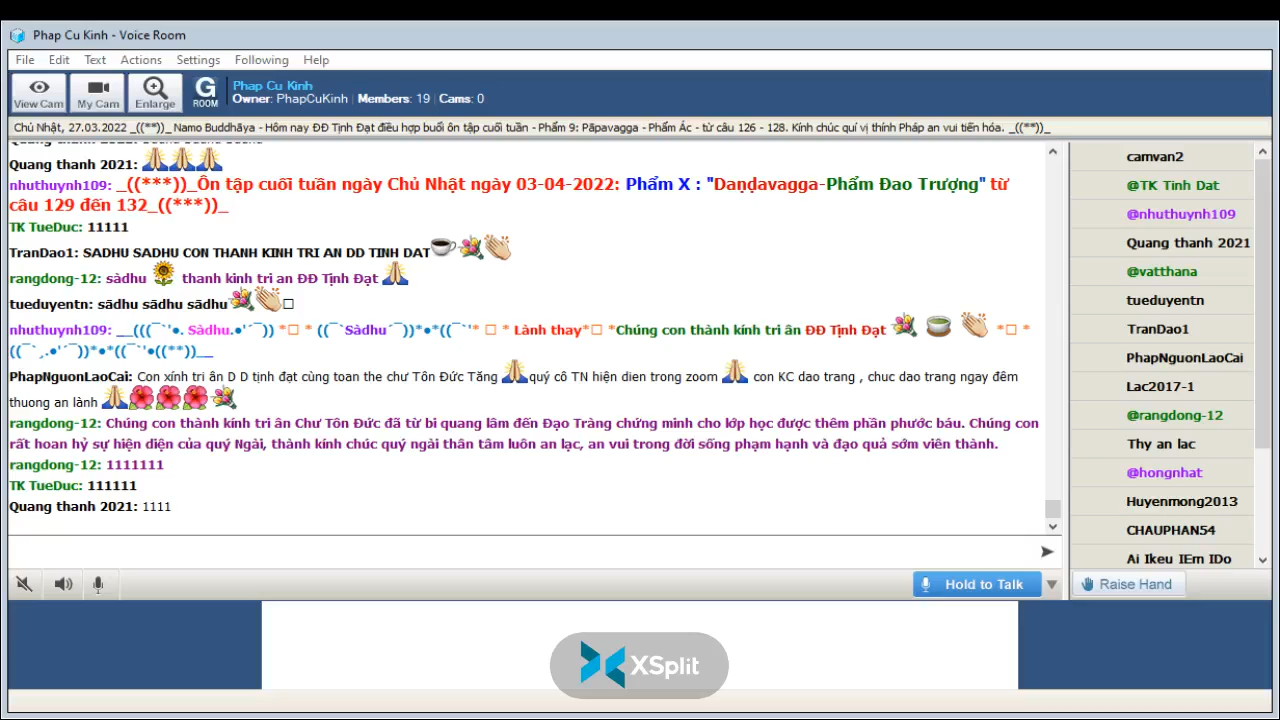 Phap Cu Kinh - Voice Room
File Edit Text Actions Settings Following Help
View Cam My Cam Enlarge G ROOM
Phap Cu Kinh
Owner: PhapCuKinh | Members: 19 | Cams: 0
Chủ Nhật, 27.03.2022 _((**))_ Namo Buddhāya - Hôm nay ĐĐ Tịnh Đạt điều hợp buổi ôn tập cuối tuần - Phẩm 9: Pāpavagga - Phẩm Ác - từ câu 126 - 128. Kính chúc quí vị thính Pháp an vui tiến hóa. _((**))_
Quang thanh 2021:
nhuthuynh109: _((***))_Ôn tập cuối tuần ngày Chủ Nhật ngày 03-04-2022: Phẩm X : "Daṇḍavagga-Phẩm Đao Trượng" từ
câu 129 đến 132_((***))_
TK TueDuc: 11111
TranDao1: SADHU SADHU CON THANH KINH TRI AN DD TINH DAT
rangdong-12: sàdhu thanh kinh tri an ĐĐ Tịnh Đạt
tueduyentn: sādhu sādhu sādhu
nhuthuynh109: __(((¯`'•. Sàdhu.•'´¯)) *□ * ((¯`Sàdhu´¯))*•*((¯`'* □ * Lành thay*□ *Chúng con thành kính tri ân ĐĐ Tịnh Đạt *□ *
((¯`¸.•'´¯))*•*((¯`'•((**))__
PhapNguonLaoCai: Con xính tri ân D D tịnh đạt cùng toan the chư Tôn Đức Tăng quý cô TN hiện dien trong zoom con KC dao trang , chuc dao trang ngay đêm
thuong an lành
rangdong-12: Chúng con thành kính tri ân Chư Tôn Đức đã từ bi quang lâm đến Đạo Tràng chứng minh cho lớp học được thêm phần phước báu. Chúng con
rất hoan hỷ sự hiện diện của quý Ngài, thành kính chúc quý ngài thân tâm luôn an lạc, an vui trong đời sống phạm hạnh và đạo quả sớm viên thành.
rangdong-12: 1111111
TK TueDuc: 111111
Quang thanh 2021: 1111
camvan2
@TK Tinh Dat
@nhuthuynh109
Quang thanh 2021
@vatthana
tueduyentn
TranDao1
PhapNguonLaoCai
Lac2017-1
@rangdong-12
Thy an lac
@hongnhat
Huyenmong2013
CHAUPHAN54
Ai Ikeu IEm IDo
Hold to Talk
Raise Hand
XSplit